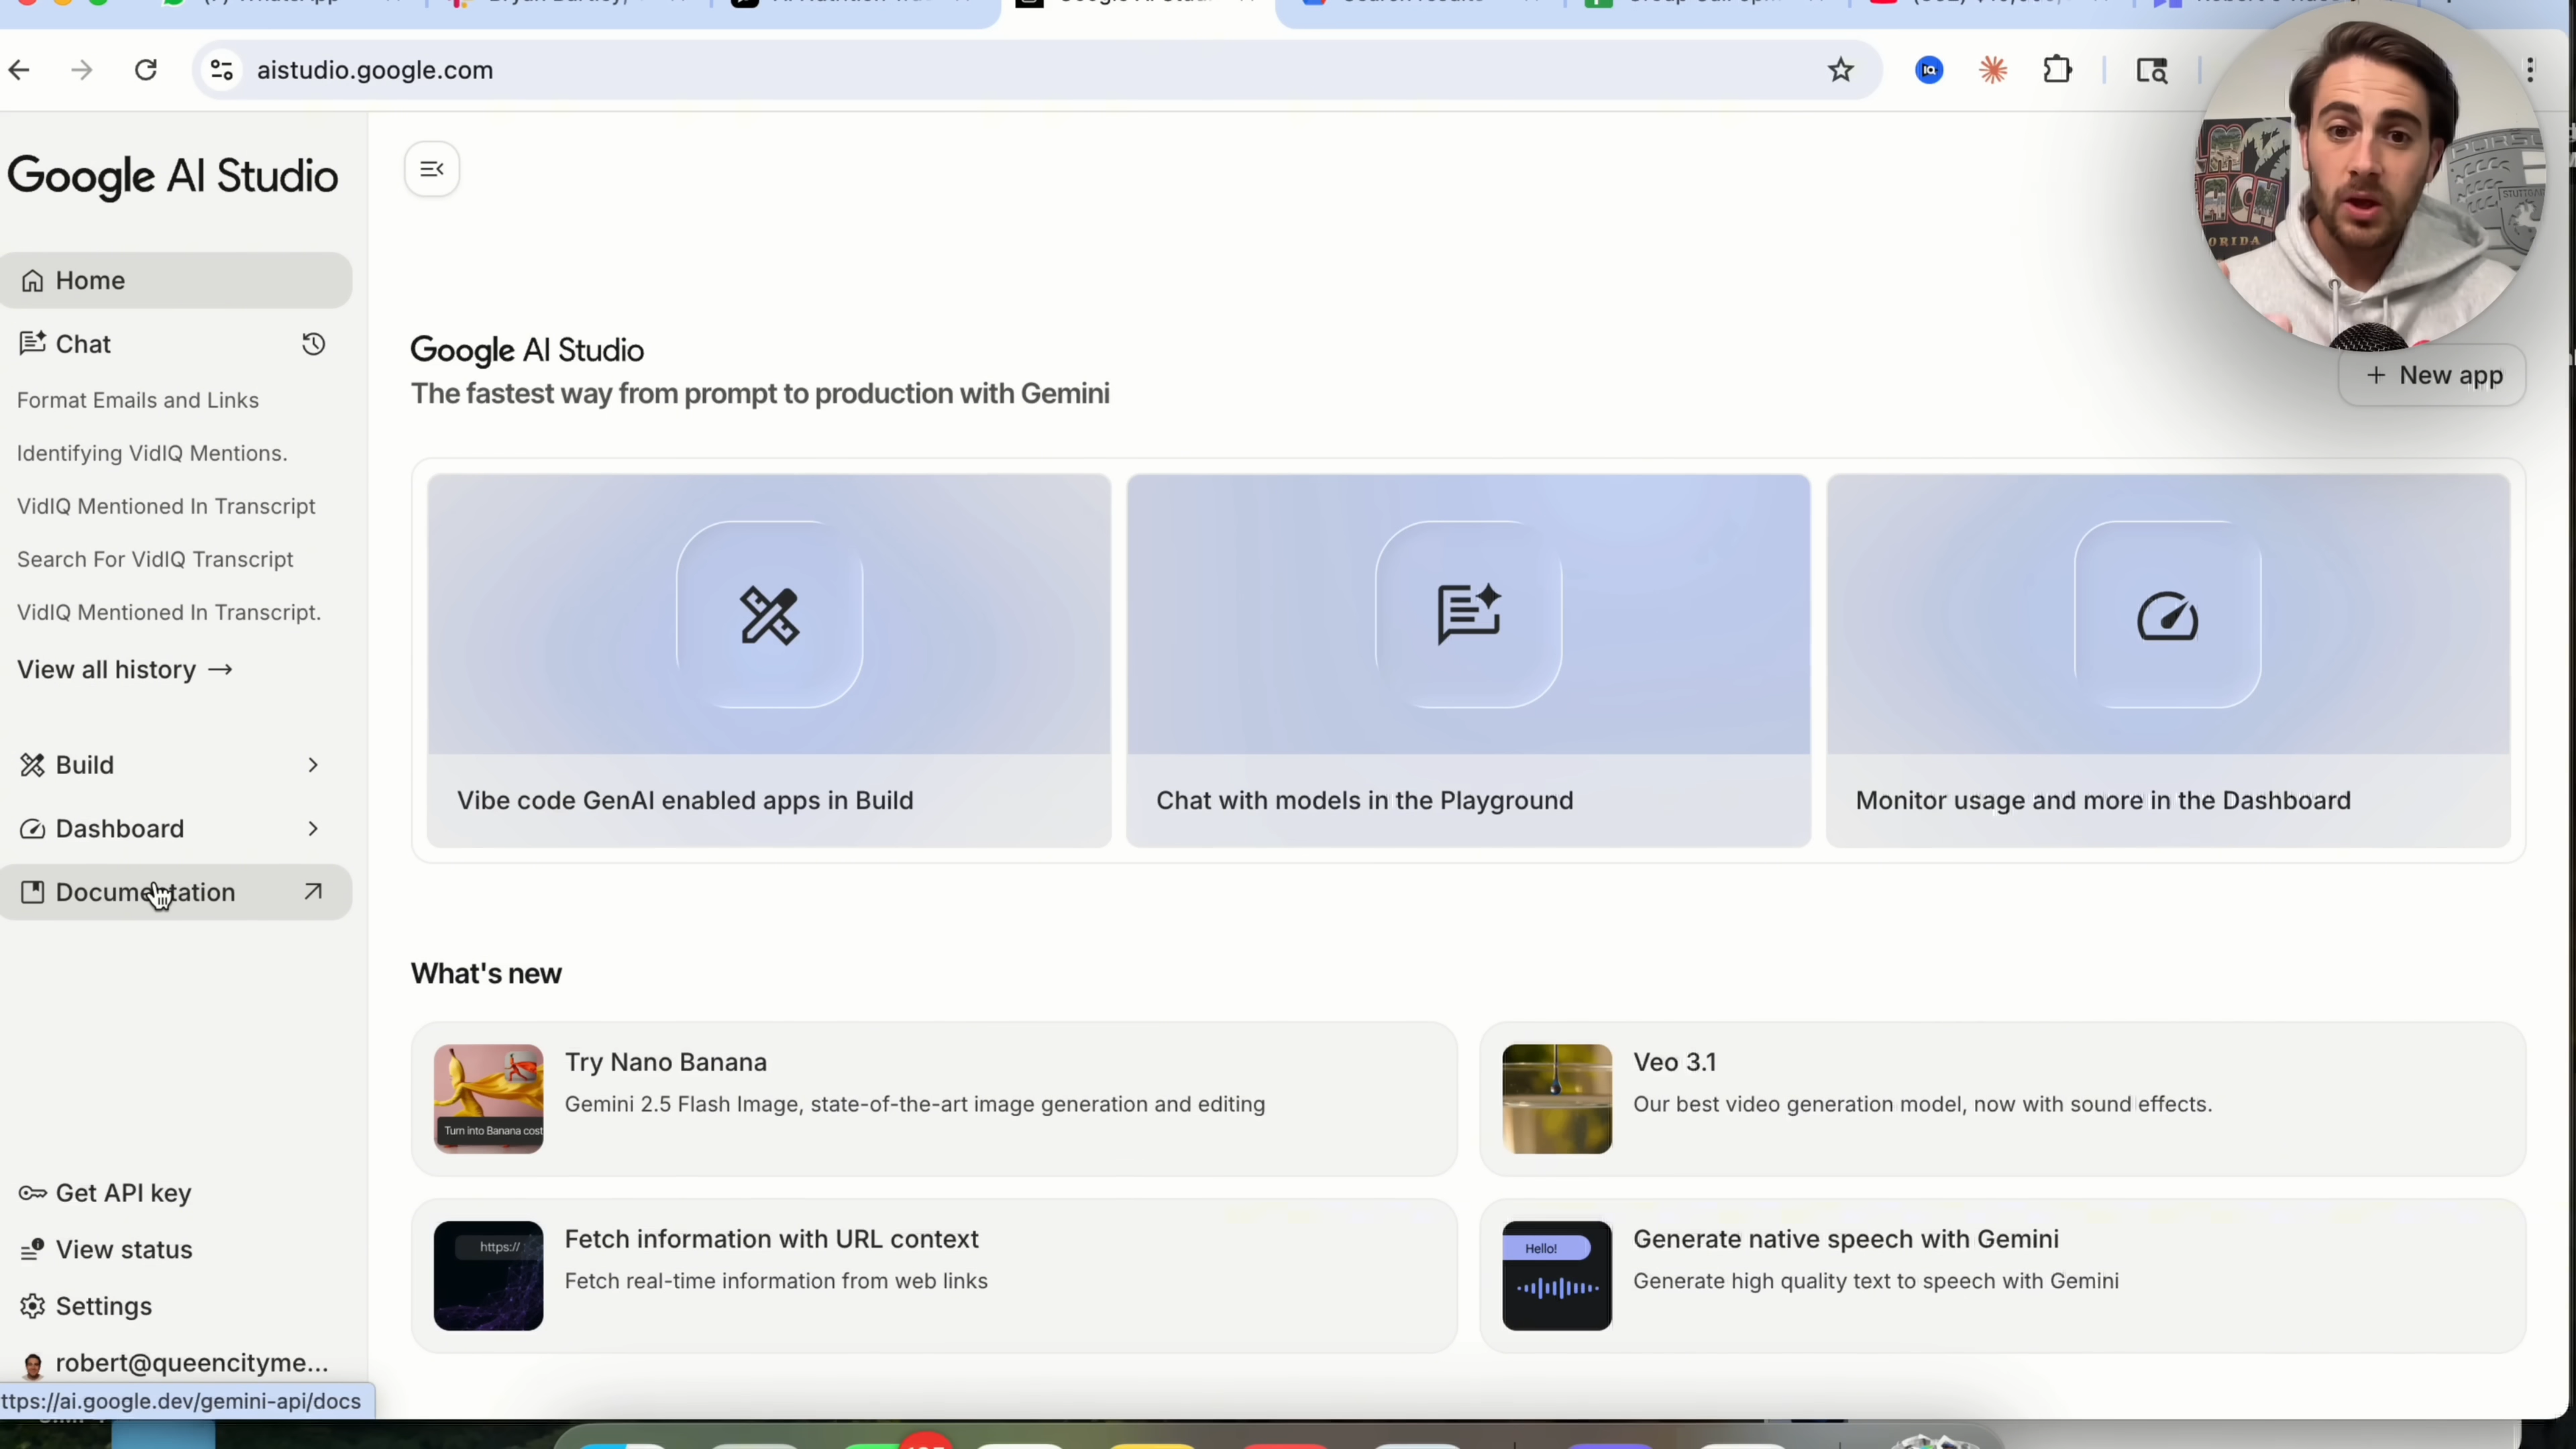 aistudio.google.com
IQ
Google AI Studio
Home
Chat
Format Emails and Links
Identifying VidIQ Mentions.
VidIQ Mentioned In Transcript
Search For VidIQ Transcript
VidIQ Mentioned In Transcript.
View all history →
Build
Dashboard
Documentation
Get API key
View status
Settings
robert@queencityme...
ttps://ai.google.dev/gemini-api/docs
Google AI Studio
The fastest way from prompt to production with Gemini
+ New app
Vibe code GenAI enabled apps in Build
Chat with models in the Playground
Monitor usage and more in the Dashboard
What's new
Try Nano Banana
Gemini 2.5 Flash Image, state-of-the-art image generation and editing
Turn into Banana cost
Veo 3.1
Our best video generation model, now with sound effects.
Fetch information with URL context
Fetch real-time information from web links
https://
Generate native speech with Gemini
Generate high quality text to speech with Gemini
Hello!